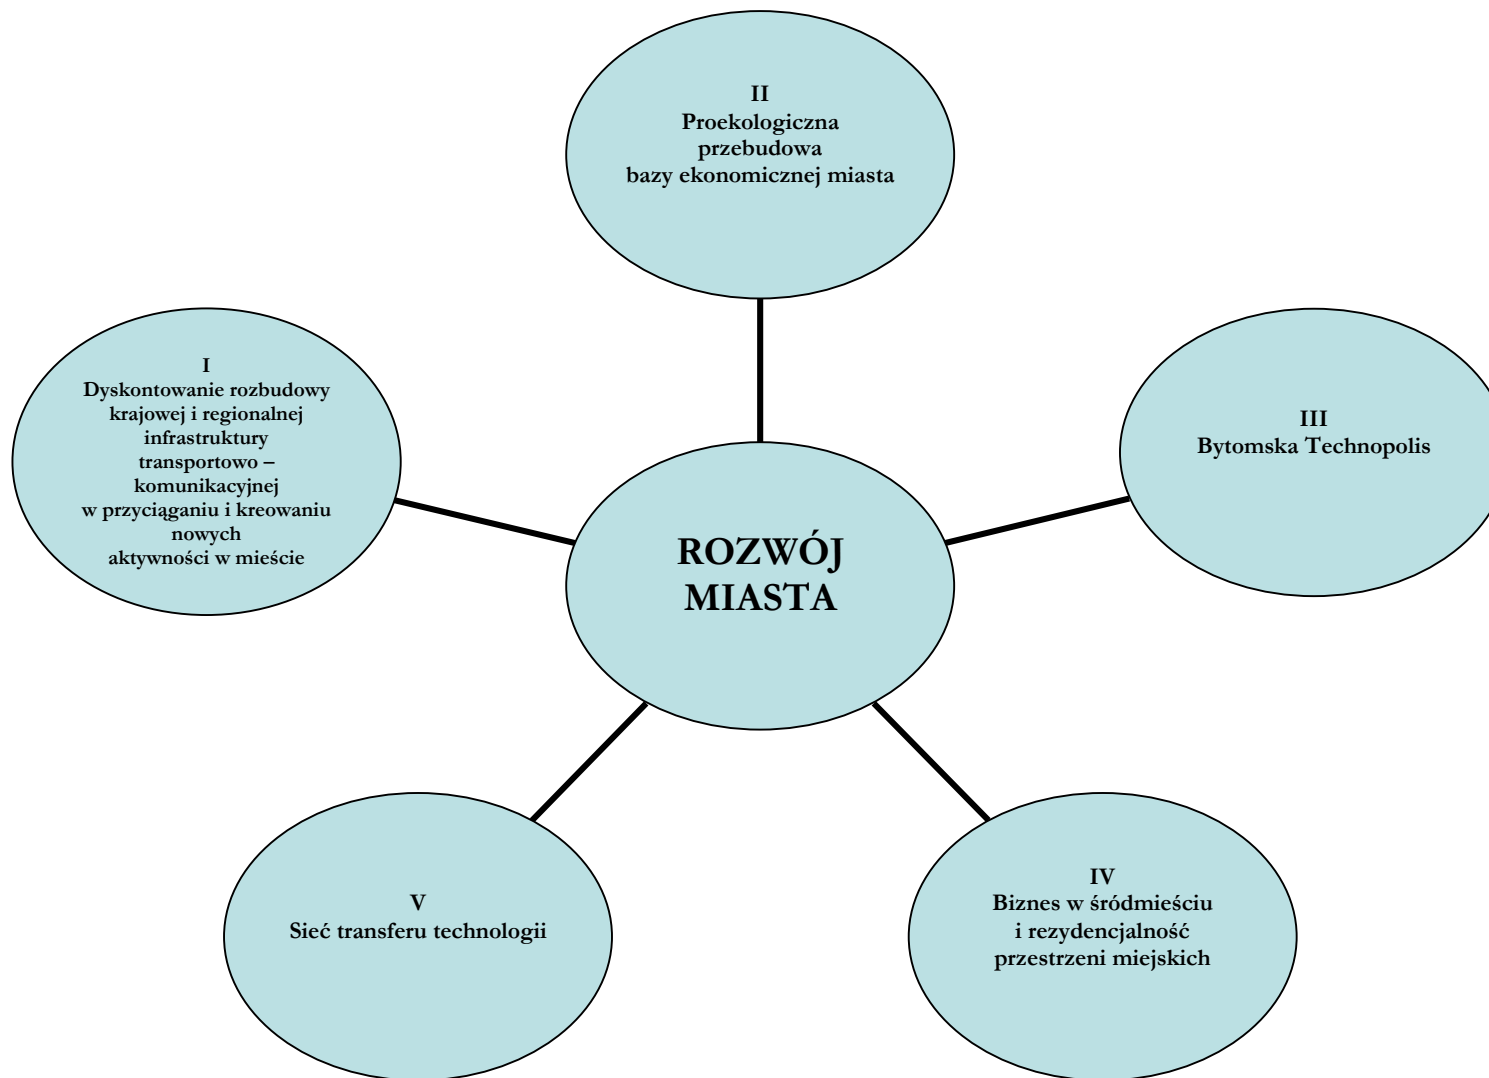 II
Proekologiczna
przebudowa
bazy ekonomicznej miasta
I
Dyskontowanie rozbudowy
krajowej i regionalnej
infrastruktury
transportowo –
komunikacyjnej
w przyciąganiu i kreowaniu
nowych
aktywności w mieście
III
Bytomska Technopolis
ROZWÓJ
MIASTA
V
Sieć transferu technologii
IV
Biznes w śródmieściu
i rezydencjalność
przestrzeni miejskich